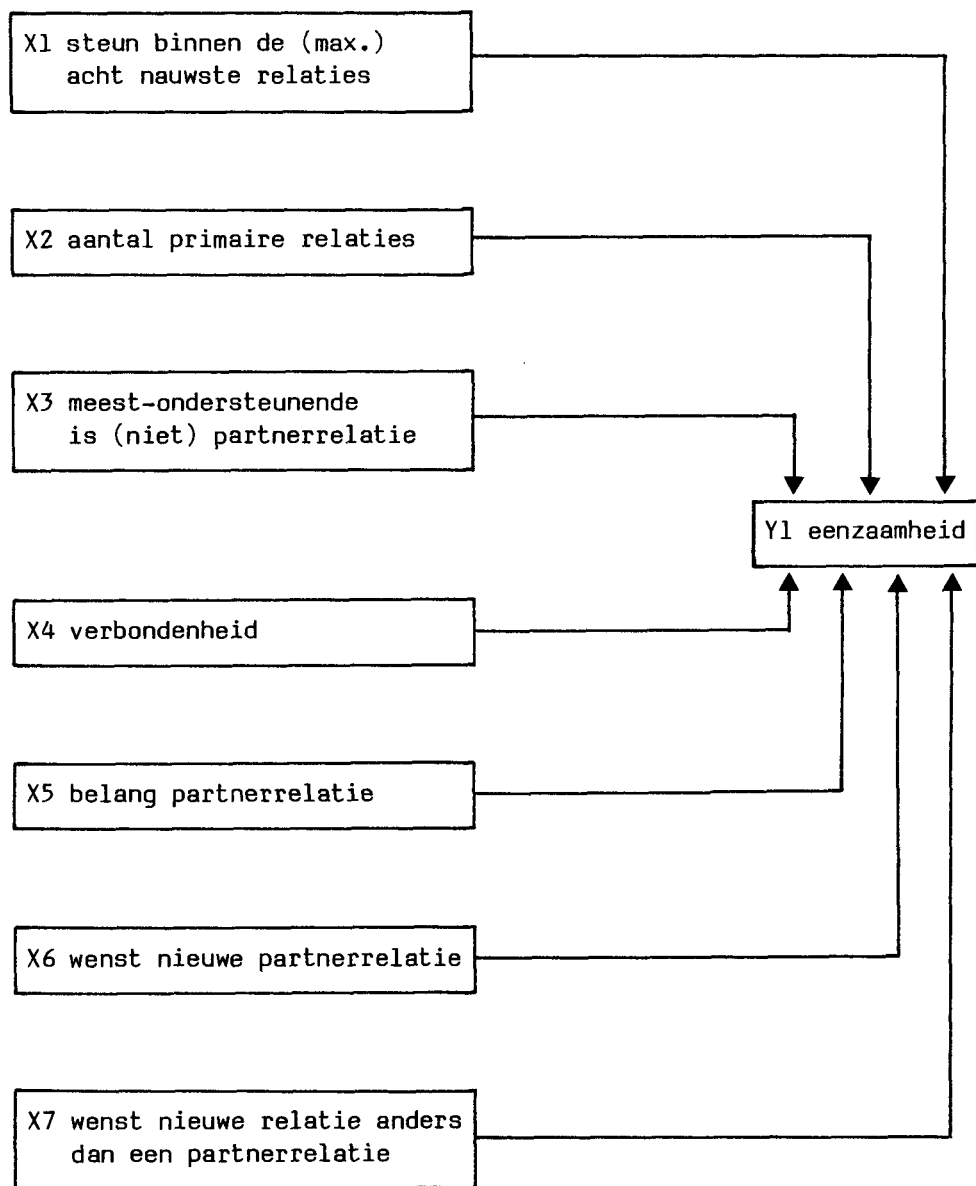 X1 steun binnen de (max.)
acht nauwste relaties
X2 aantal primaire relaties
X3 meest-ondersteunende
is (niet) partnerrelatie
Y1 eenzaamheid
X4 verbondenheid
X5 belang partnerrelatie
X6 wenst nieuwe partnerrelatie
X7 wenst nieuwe relatie anders
dan een partnerrelatie